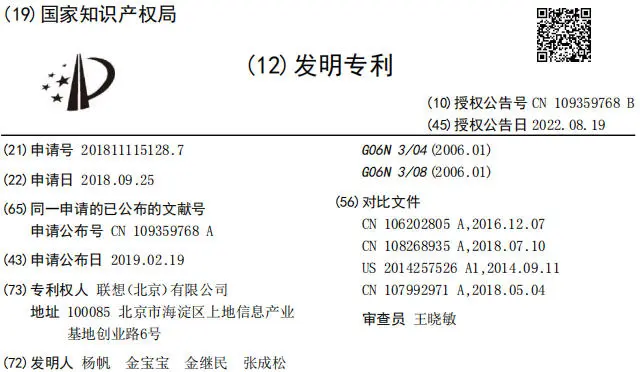 (19)国家知识产权局
(12)发明专利
(10)授权公告号 CN 109359768 B
(45)授权公告日 2022.08.19
(21)申请号 201811115128.7
(22)申请日 2018.09.25
(65)同一申请的已公布的文献号
申请公布号 CN 109359768 A
(43)申请公布日 2019.02.19
(73)专利权人 联想(北京)有限公司
地址 100085 北京市海淀区上地信息产业
基地创业路6号
(72)发明人 杨帆 金宝宝 金继民 张成松
G06N 3/04(2006.01)
G06N 3/08(2006.01)
(56)对比文件
CN 106202805 A,2016.12.07
CN 108268935 A,2018.07.10
US 2014257526 A1,2014.09.11
CN 107992971 A,2018.05.04
审查员 王晓敏